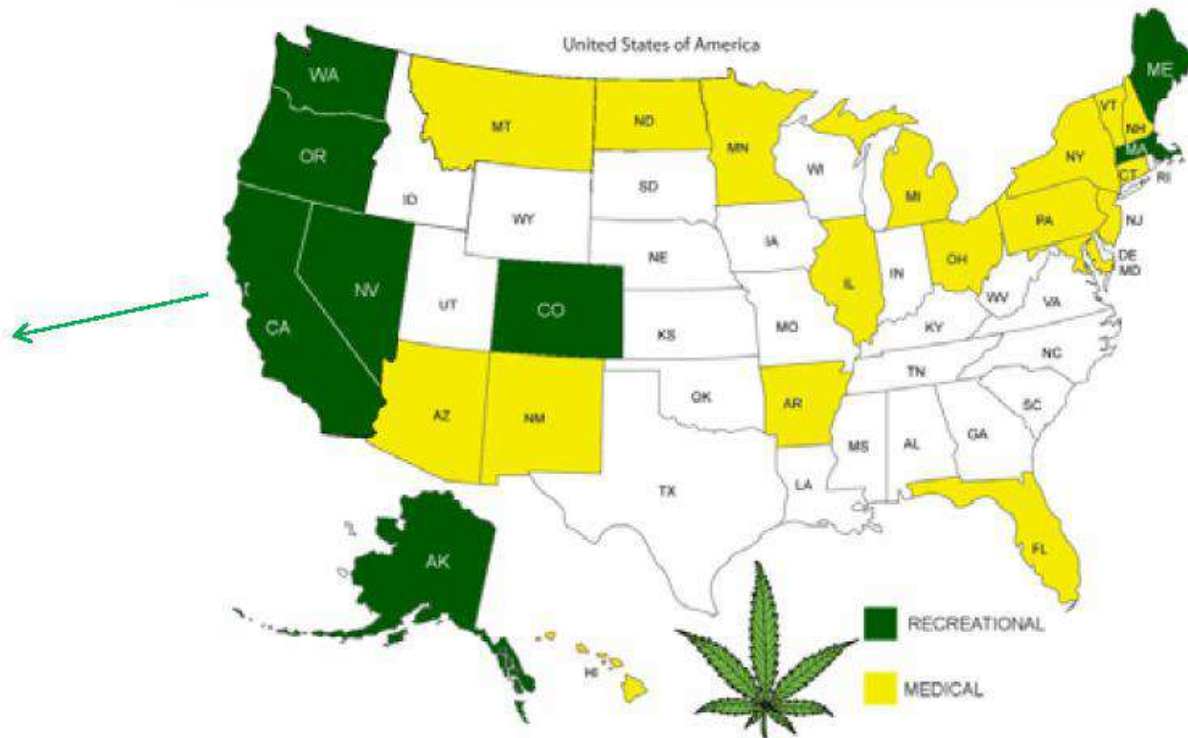 United States of America
WA
ME
MT
ND
MN
VT
NH
OR
WI
NY
MA
ID
SD
MI
CT
RI
WY
PA
NJ
IA
NE
OH
DE
MD
NV
IL
IN
UT
CO
WV
VA
CA
KS
MO
KY
NC
TN
OK
AZ
NM
AR
SC
MS
AL
GA
TX
LA
FL
AK
RECREATIONAL
HI
MEDICAL